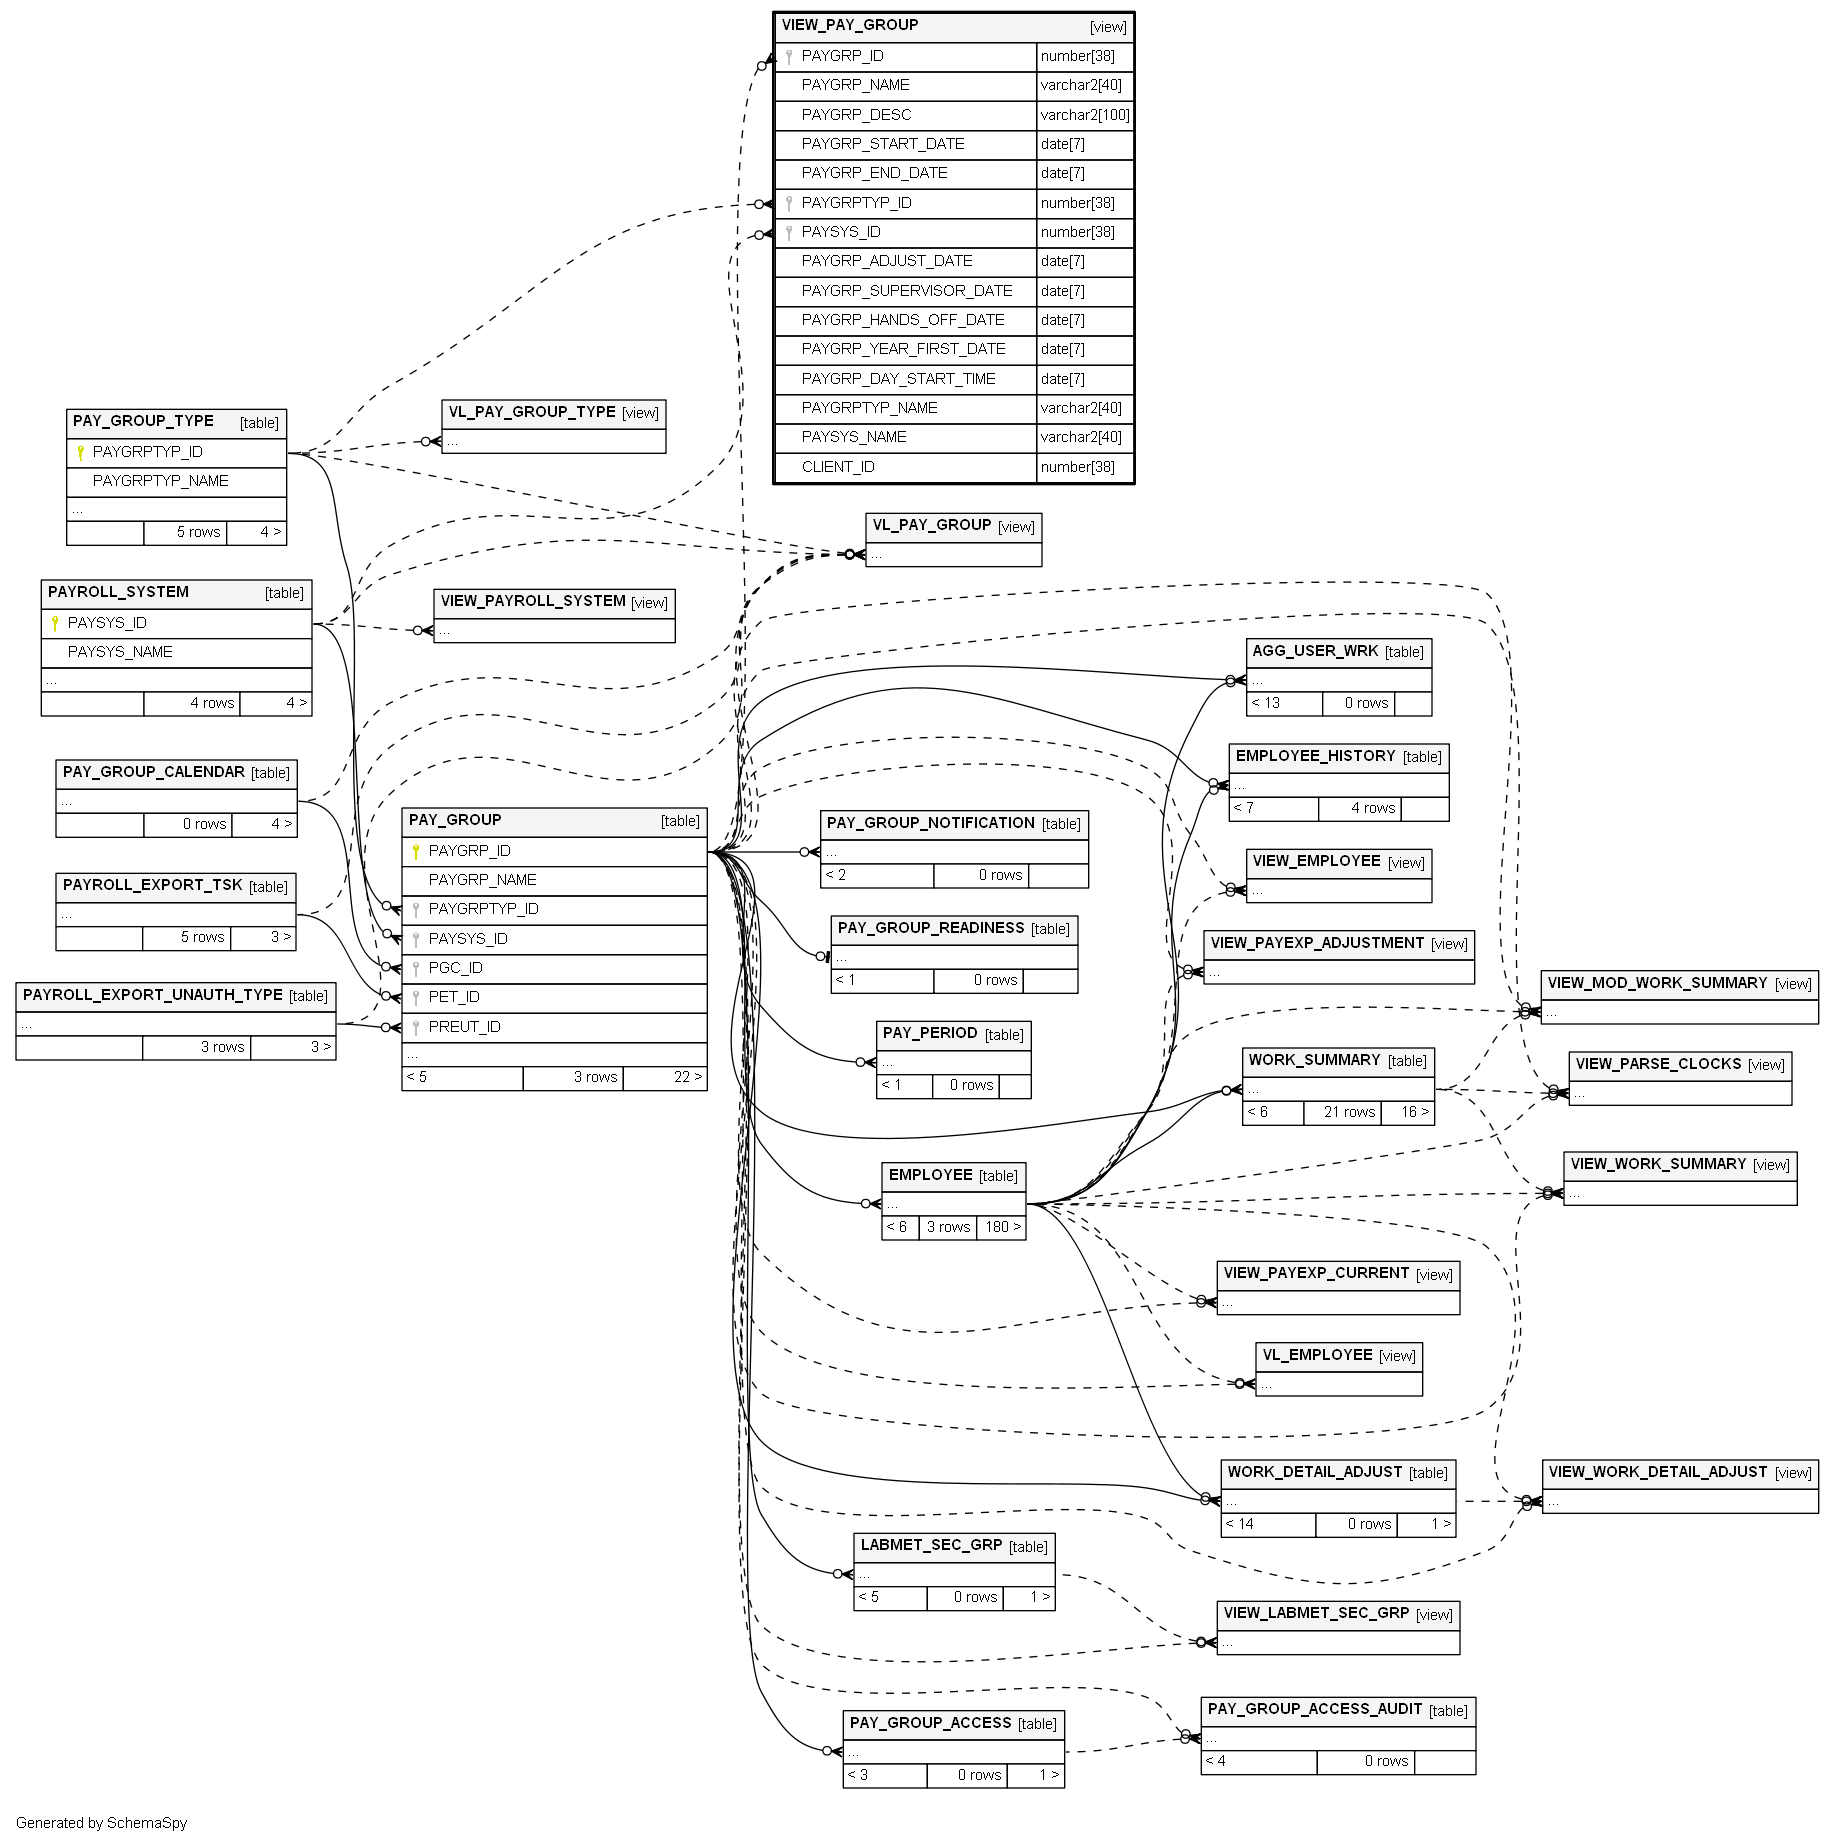 VIEW_PAY_GROUP [view]
PAYGRP_ID number[38]
PAYGRP_NAME varchar2[40]
PAYGRP_DESC varchar2[100]
PAYGRP_START_DATE date[7]
PAYGRP_END_DATE date[7]
PAYGRPTYP_ID number[38]
PAYSYS_ID number[38]
PAYGRP_ADJUST_DATE date[7]
PAYGRP_SUPERVISOR_DATE date[7]
PAYGRP_HANDS_OFF_DATE date[7]
PAYGRP_YEAR_FIRST_DATE date[7]
PAYGRP_DAY_START_TIME date[7]
PAYGRPTYP_NAME varchar2[40]
PAYSYS_NAME varchar2[40]
CLIENT_ID number[38]
PAY_GROUP_TYPE [table]
PAYGRPTYP_ID
PAYGRPTYP_NAME
...
5 rows 4 >
VL_PAY_GROUP_TYPE [view]
...
VL_PAY_GROUP [view]
...
PAYROLL_SYSTEM [table]
PAYSYS_ID
PAYSYS_NAME
...
4 rows 4 >
VIEW_PAYROLL_SYSTEM [view]
...
PAY_GROUP_CALENDAR [table]
...
0 rows 4 >
PAYROLL_EXPORT_TSK [table]
...
5 rows 3 >
PAYROLL_EXPORT_UNAUTH_TYPE [table]
...
3 rows 3 >
PAY_GROUP [table]
PAYGRP_ID
PAYGRP_NAME
PAYGRPTYP_ID
PAYSYS_ID
PGC_ID
PET_ID
PREUT_ID
...
< 5 3 rows 22 >
PAY_GROUP_NOTIFICATION [table]
...
< 2 0 rows
PAY_GROUP_READINESS [table]
...
< 1 0 rows
PAY_PERIOD [table]
...
< 1 0 rows
EMPLOYEE [table]
...
< 6 3 rows 180 >
LABMET_SEC_GRP [table]
...
< 5 0 rows 1 >
PAY_GROUP_ACCESS [table]
...
< 3 0 rows 1 >
AGG_USER_WRK [table]
...
< 13 0 rows
EMPLOYEE_HISTORY [table]
...
< 7 4 rows
VIEW_EMPLOYEE [view]
...
VIEW_PAYEXP_ADJUSTMENT [view]
...
WORK_SUMMARY [table]
...
< 6 21 rows 16 >
VIEW_PAYEXP_CURRENT [view]
...
VL_EMPLOYEE [view]
...
WORK_DETAIL_ADJUST [table]
...
< 14 0 rows 1 >
VIEW_LABMET_SEC_GRP [view]
...
PAY_GROUP_ACCESS_AUDIT [table]
...
< 4 0 rows
VIEW_MOD_WORK_SUMMARY [view]
...
VIEW_PARSE_CLOCKS [view]
...
VIEW_WORK_SUMMARY [view]
...
VIEW_WORK_DETAIL_ADJUST [view]
...
Generated by SchemaSpy